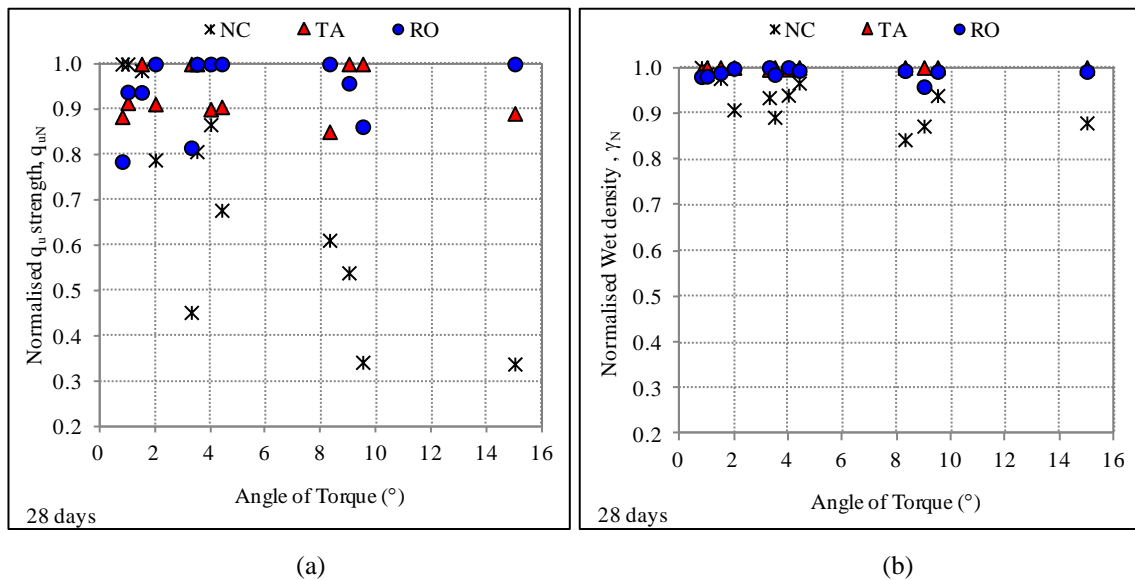 NC TA RO
1.0
0.9
0.8
0.7
0.6
0.5
0.4
0.3
0.2
Normalised qu strength, quN
0 2 4 6 8 10 12 14 16
Angle of Torque (°)
28 days
(a)
NC TA RO
1.0
0.9
0.8
0.7
0.6
0.5
0.4
0.3
0.2
Normalised Wet density , γN
0 2 4 6 8 10 12 14 16
Angle of Torque (°)
28 days
(b)